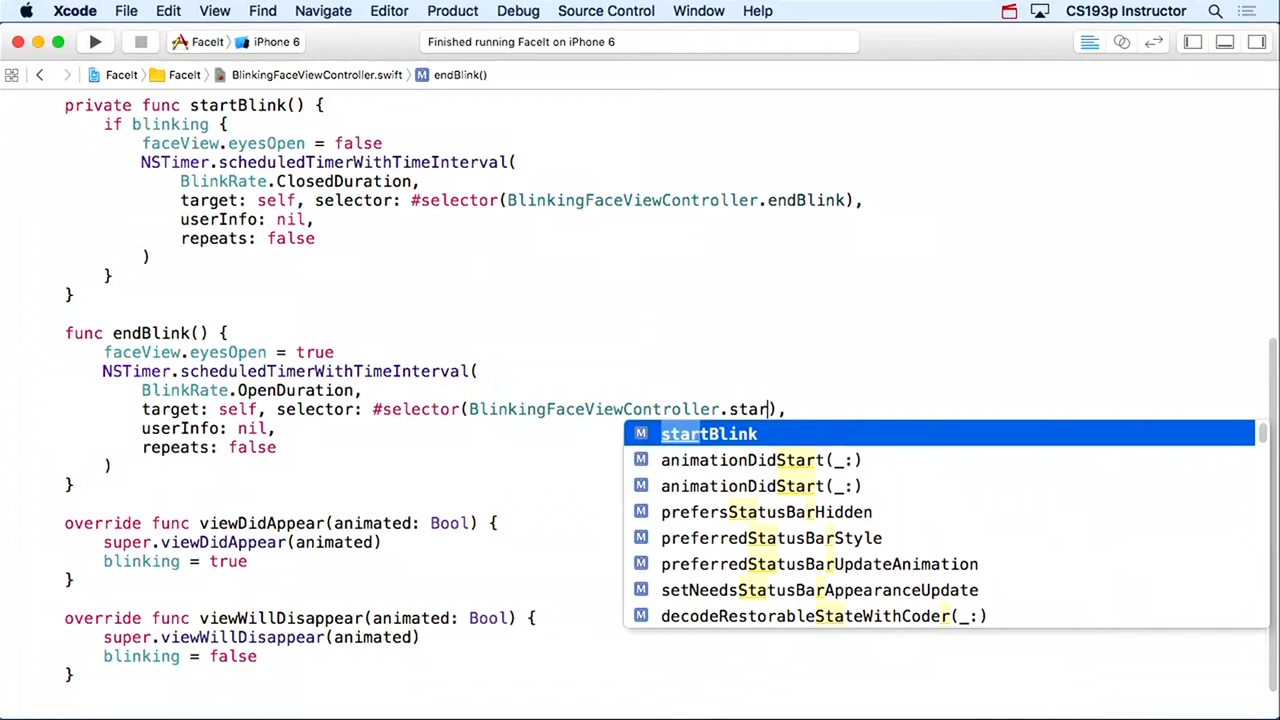 Xcode File Edit View Find Navigate Editor Product Debug Source Control Window Help CS193p Instructor
FaceIt iPhone 6 Finished running FaceIt on iPhone 6
FaceIt FaceIt BlinkingFaceViewController.swift M endBlink()
private func startBlink() {
if blinking {
faceView.eyesOpen = false
NSTimer.scheduledTimerWithTimeInterval(
BlinkRate.ClosedDuration,
target: self, selector: #selector(BlinkingFaceViewController.endBlink),
userInfo: nil,
repeats: false
)
}
}
func endBlink() {
faceView.eyesOpen = true
NSTimer.scheduledTimerWithTimeInterval(
BlinkRate.OpenDuration,
target: self, selector: #selector(BlinkingFaceViewController.star),
userInfo: nil,
repeats: false
)
}
M startBlink
M animationDidStart(_:)
M animationDidStart(_:)
M prefersStatusBarHidden
M preferredStatusBarStyle
M preferredStatusBarUpdateAnimation
M setNeedsStatusBarAppearanceUpdate
M decodeRestorableStateWithCoder(_:)
override func viewDidAppear(animated: Bool) {
super.viewDidAppear(animated)
blinking = true
}
override func viewWillDisappear(animated: Bool) {
super.viewWillDisappear(animated)
blinking = false
}